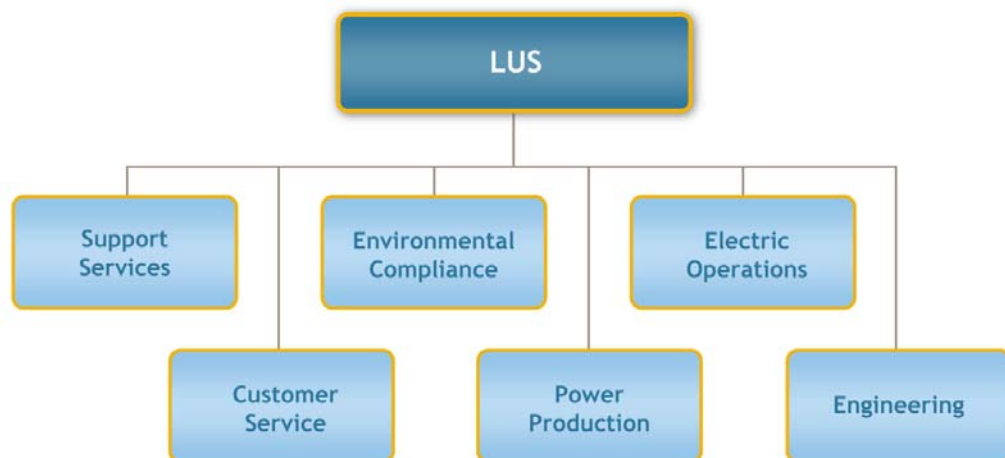 LUS
Support
Services
Environmental
Compliance
Electric
Operations
Customer
Service
Power
Production
Engineering